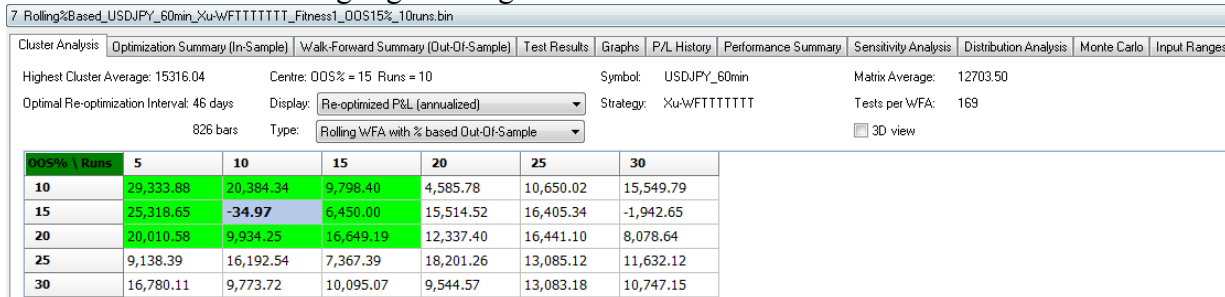 7 Rolling%Based_USDJPY_60min_Xu-WFTTTTTTT_Fitness1_OOS15%_10runs.bin
Cluster Analysis Optimization Summary (In-Sample) Walk-Forward Summary (Out-Of-Sample) Test Results Graphs P/L History Performance Summary Sensitivity Analysis Distribution Analysis Monte Carlo Input Ranges
Highest Cluster Average: 15316.04 Centre: OOS% = 15 Runs = 10 Symbol: USDJPY_60min Matrix Average: 12703.50
Optimal Re-optimization Interval: 46 days Display: Re-optimized P&L (annualized) Strategy: Xu-WFTTTTTTT Tests per WFA: 169
826 bars Type: Rolling WFA with % based Out-Of-Sample 3D view
OOS% \ Runs 5 10 15 20 25 30
10 29,333.88 20,384.34 9,798.40 4,585.78 10,650.02 15,549.79
15 25,318.65 -34.97 6,450.00 15,514.52 16,405.34 -1,942.65
20 20,010.58 9,934.25 16,649.19 12,337.40 16,441.10 8,078.64
25 9,138.39 16,192.54 7,367.39 18,201.26 13,085.12 11,632.12
30 16,780.11 9,773.72 10,095.07 9,544.57 13,083.18 10,747.15